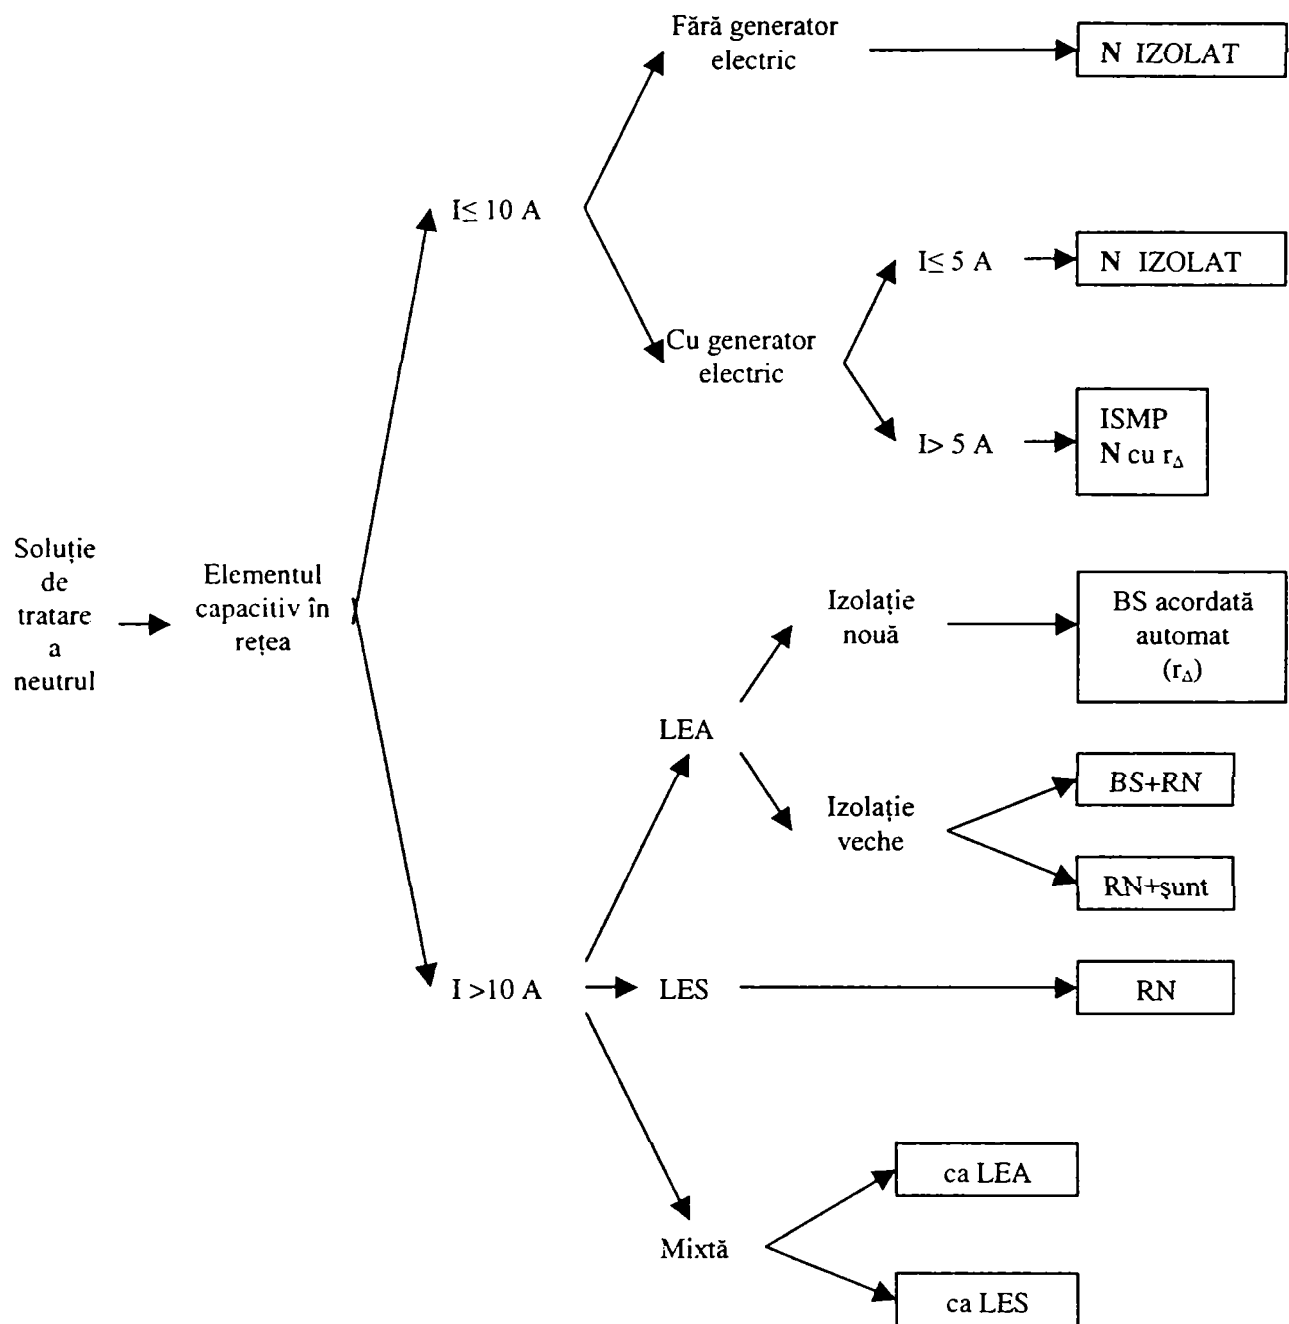 Fără generator
electric
N IZOLAT
I≤ 10 A
I≤ 5 A
N IZOLAT
Cu generator
electric
I> 5 A
ISMP
N cu rΔ
Soluție
de
tratare
a
neutrul
Elementul
capacitiv în
rețea
Izolație
nouă
BS acordată
automat
(rΔ)
LEA
BS+RN
Izolație
veche
RN+șunt
I >10 A
LES
RN
ca LEA
Mixtă
ca LES